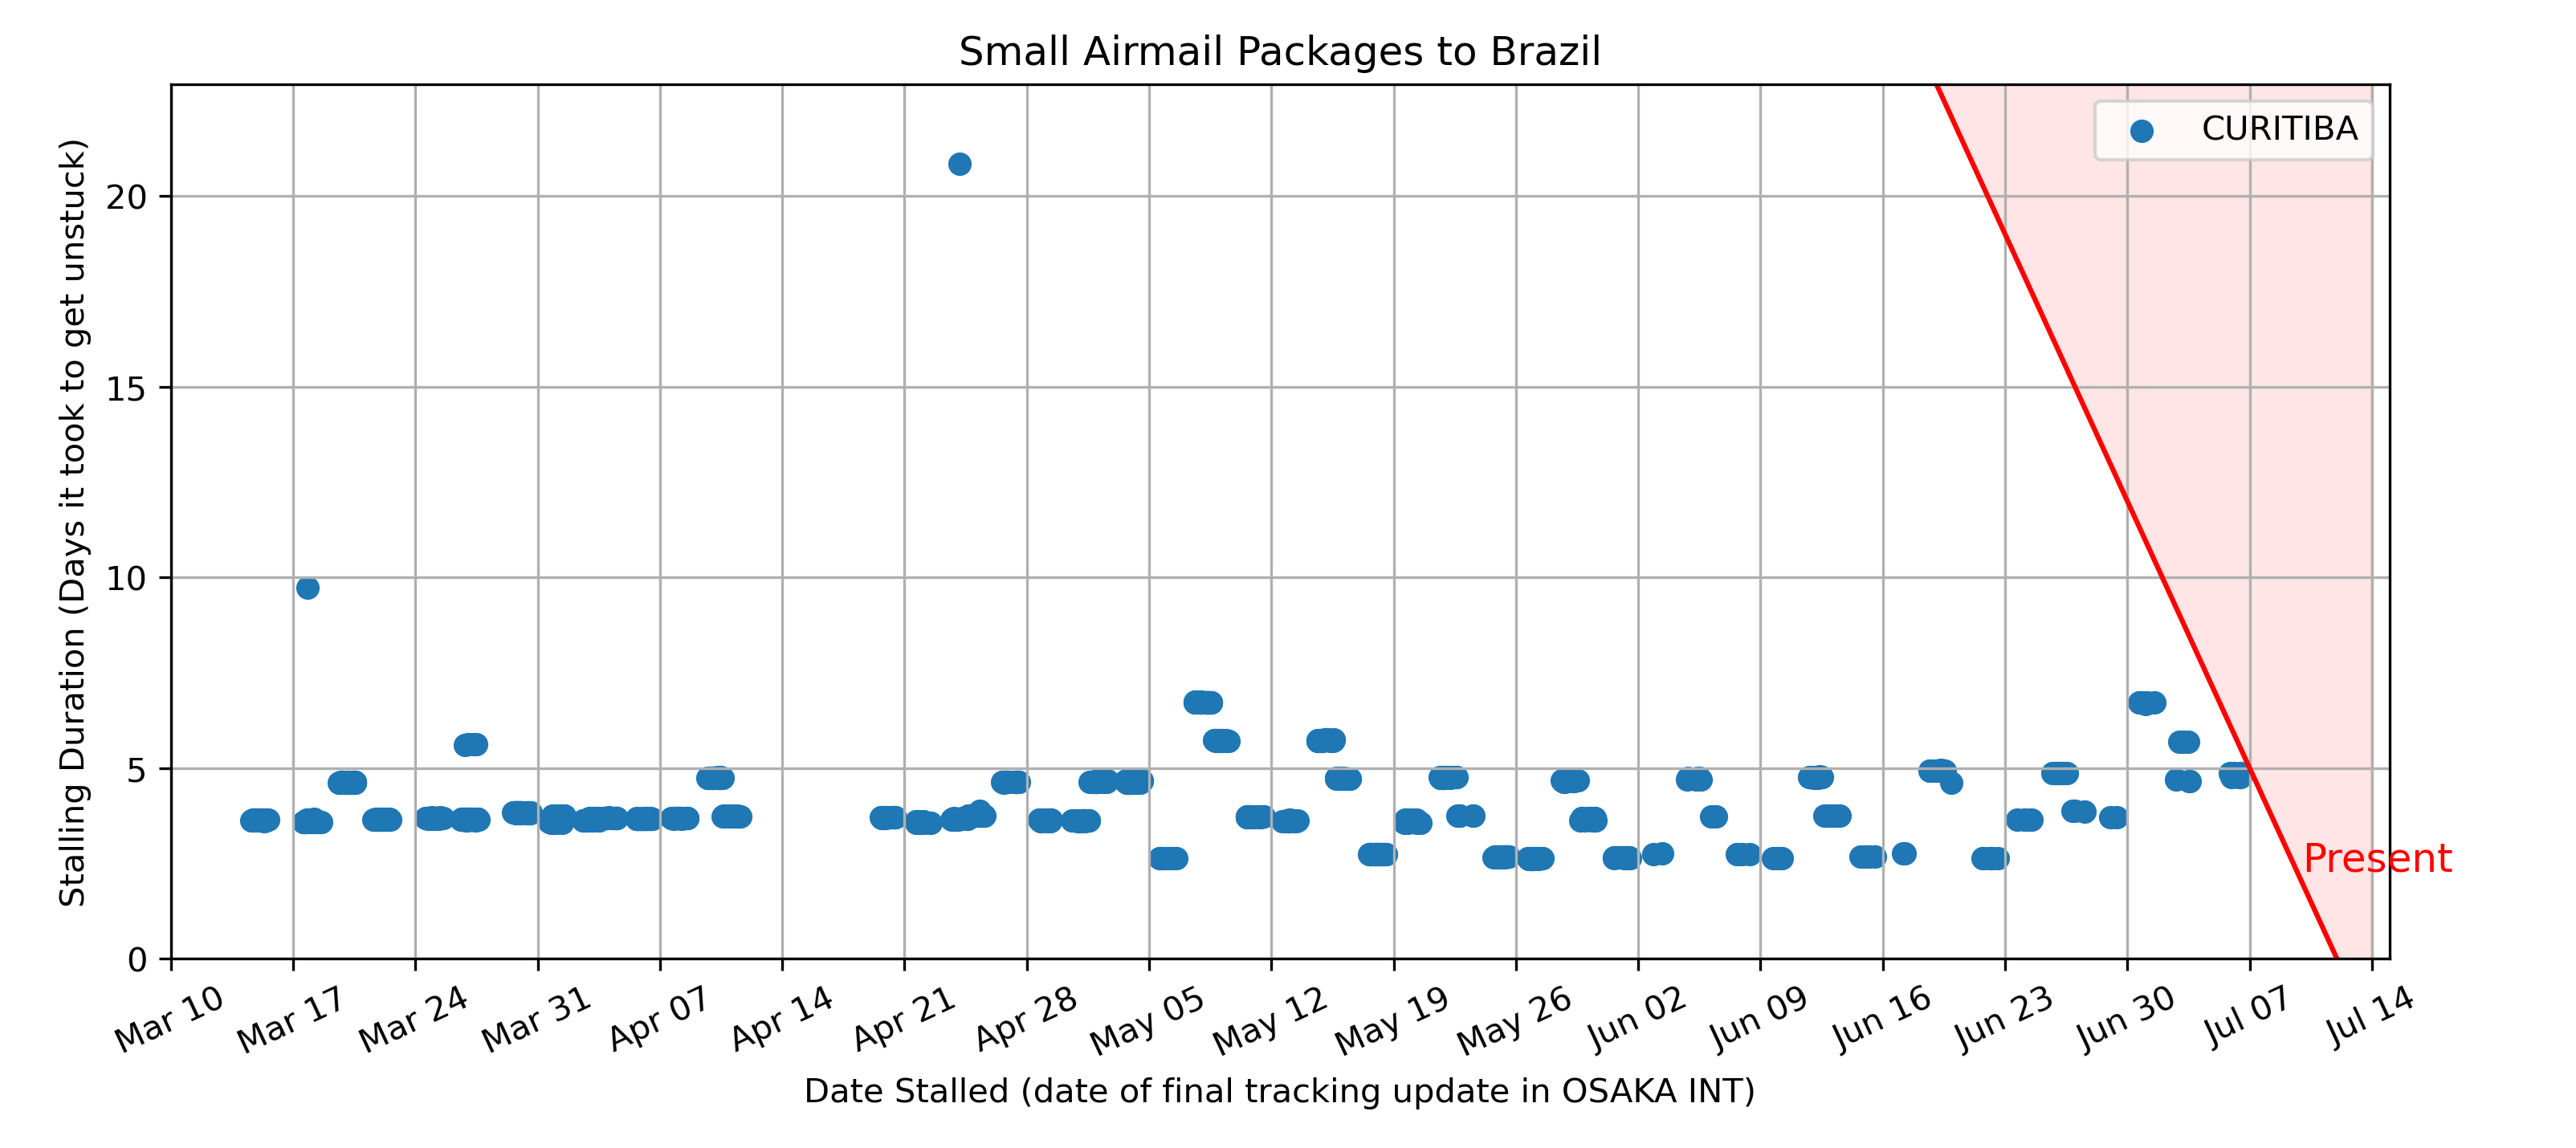 Small Airmail Packages to Brazil
CURITIBA
Stalling Duration (Days it took to get unstuck)
20
15
10
5
0
Present
Mar 10
Mar 17
Mar 24
Mar 31
Apr 07
Apr 14
Apr 21
Apr 28
May 05
May 12
May 19
May 26
Jun 02
Jun 09
Jun 16
Jun 23
Jun 30
Jul 07
Jul 14
Date Stalled (date of final tracking update in OSAKA INT)